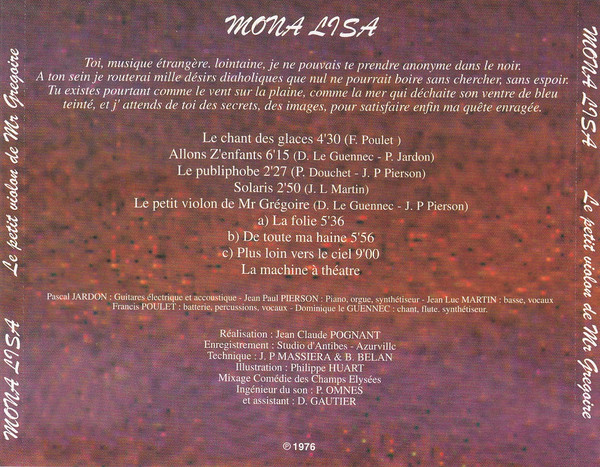 MONA LISA
Toi, musique étrangère. lointaine, je ne pouvais te prendre anonyme dans le noir.
A ton sein je routerai mille désirs diaholiques que nul ne pourrait boire sans chercher, sans espoir.
Tu existes pourtant comme le vent sur la plaine, comme la mer qui déchaite son ventre de bleu
teinté, et j' attends de toi des secrets, des images, pour satisfaire enfin ma quête enragée.
Le chant des glaces 4'30 (F. Poulet )
Allons Z'enfants 6'15 (D. Le Guennec - P. Jardon)
Le publiphobe 2'27 (P. Douchet - J. P Pierson)
Solaris 2'50 (J. L Martin)
Le petit violon de Mr Grégoire (D. Le Guennec - J. P Pierson)
a) La folie 5'36
b) De toute ma haine 5'56
c) Plus loin vers le ciel 9'00
La machine à théatre
Pascal JARDON : Guitares électrique et accoustique - Jean Paul PIERSON : Piano, orgue, synthétiseur - Jean Luc MARTIN : basse, vocaux
Francis POULET : batterie, percussions, vocaux - Dominique le GUENNEC : chant, flute. synthétiseur.
Réalisation : Jean Claude POGNANT
Enregistrement : Studio d'Antibes - Azurville
Technique : J. P MASSIERA & B. BELAN
Illustration : Philippe HUART
Mixage Comédie des Champs Elysées
Ingénieur du son : P. OMNES
et assistant : D. GAUTIER
℗ 1976
MONA LISA Le petit violon de Mr Gregoire
MONA LISA Le petit violon de Mr Gregoire